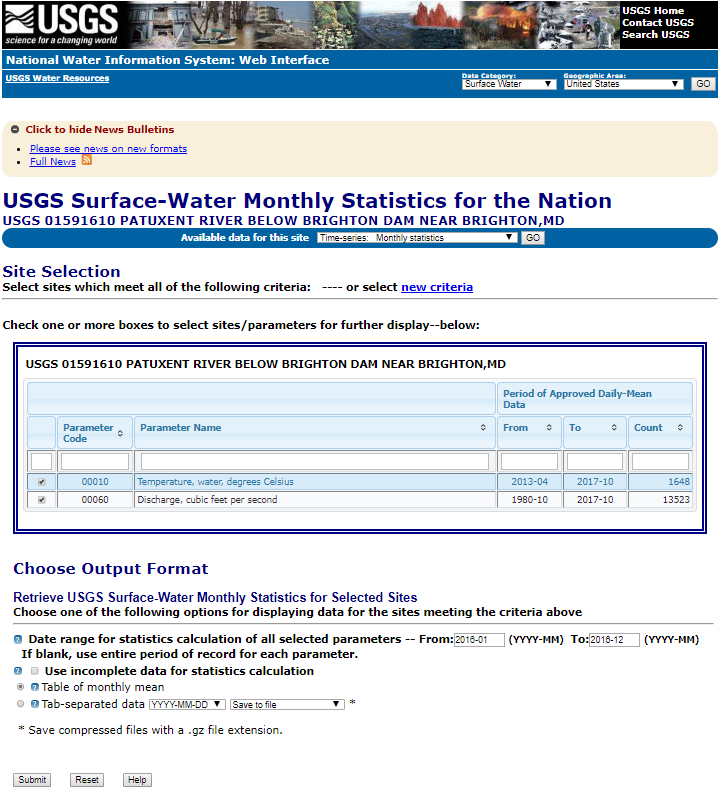 USGS
science for a changing world
USGS Home
Contact USGS
Search USGS
National Water Information System: Web Interface
USGS Water Resources
Data Category:
Surface Water
Geographic Area:
United States
GO
Click to hide News Bulletins
Please see news on new formats
Full News
USGS Surface-Water Monthly Statistics for the Nation
USGS 01591610 PATUXENT RIVER BELOW BRIGHTON DAM NEAR BRIGHTON,MD
Available data for this site Time-series: Monthly statistics GO
Site Selection
Select sites which meet all of the following criteria: ---- or select new criteria
Check one or more boxes to select sites/parameters for further display--below:
USGS 01591610 PATUXENT RIVER BELOW BRIGHTON DAM NEAR BRIGHTON,MD
Period of Approved Daily-Mean
Data
Parameter
Code
Parameter Name
From To Count
00010 Temperature, water, degrees Celsius 2013-04 2017-10 1648
00060 Discharge, cubic feet per second 1980-10 2017-10 13523
Choose Output Format
Retrieve USGS Surface-Water Monthly Statistics for Selected Sites
Choose one of the following options for displaying data for the sites meeting the criteria above
? Date range for statistics calculation of all selected parameters -- From: 2016-01 (YYYY-MM) To: 2016-12 (YYYY-MM)
If blank, use entire period of record for each parameter.
? Use incomplete data for statistics calculation
? Table of monthly mean
? Tab-separated data YYYY-MM-DD Save to file *
* Save compressed files with a .gz file extension.
Submit Reset Help